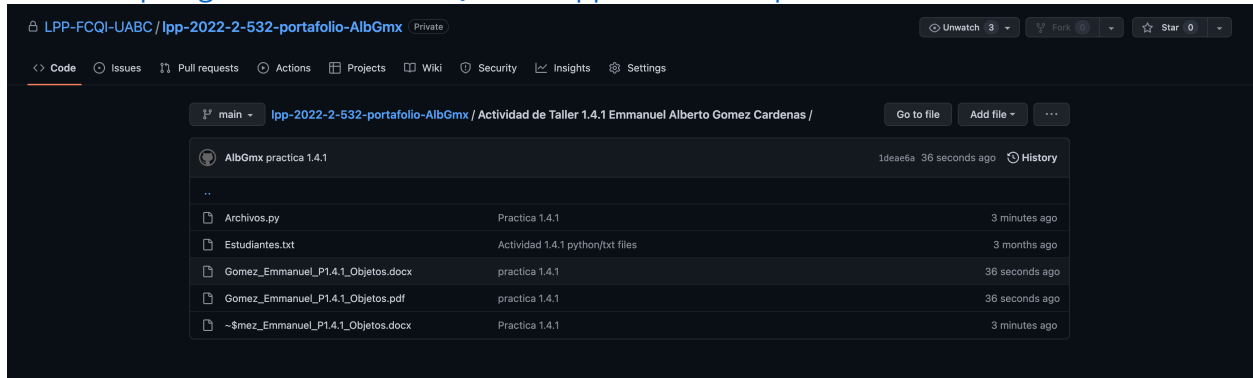 LPP-FCQI-UABC / lpp-2022-2-532-portafolio-AlbGmx Private
Unwatch 3 Fork 0 Star 0
<> Code Issues Pull requests Actions Projects Wiki Security Insights Settings
main lpp-2022-2-532-portafolio-AlbGmx / Actividad de Taller 1.4.1 Emmanuel Alberto Gomez Cardenas / Go to file Add file ...
AlbGmx practica 1.4.1 1deae6a 36 seconds ago History
..
Archivos.py Practica 1.4.1 3 minutes ago
Estudiantes.txt Actividad 1.4.1 python/txt files 3 months ago
Gomez_Emmanuel_P1.4.1_Objetos.docx practica 1.4.1 36 seconds ago
Gomez_Emmanuel_P1.4.1_Objetos.pdf practica 1.4.1 36 seconds ago
~$mez_Emmanuel_P1.4.1_Objetos.docx Practica 1.4.1 3 minutes ago